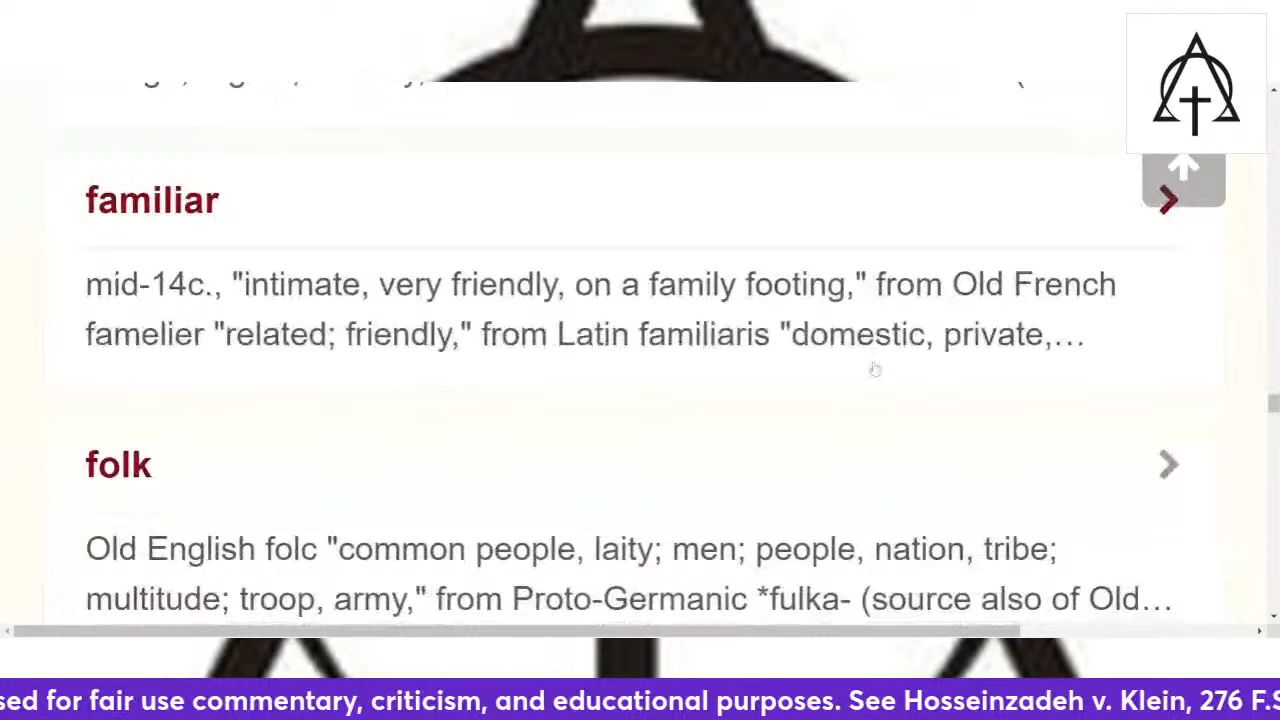 familiar
mid-14c., "intimate, very friendly, on a family footing," from Old French
famelier "related; friendly," from Latin familiaris "domestic, private,…
folk
Old English folc "common people, laity; men; people, nation, tribe;
multitude; troop, army," from Proto-Germanic *fulka- (source also of Old…
sed for fair use commentary, criticism, and educational purposes. See Hosseinzadeh v. Klein, 276 F.S